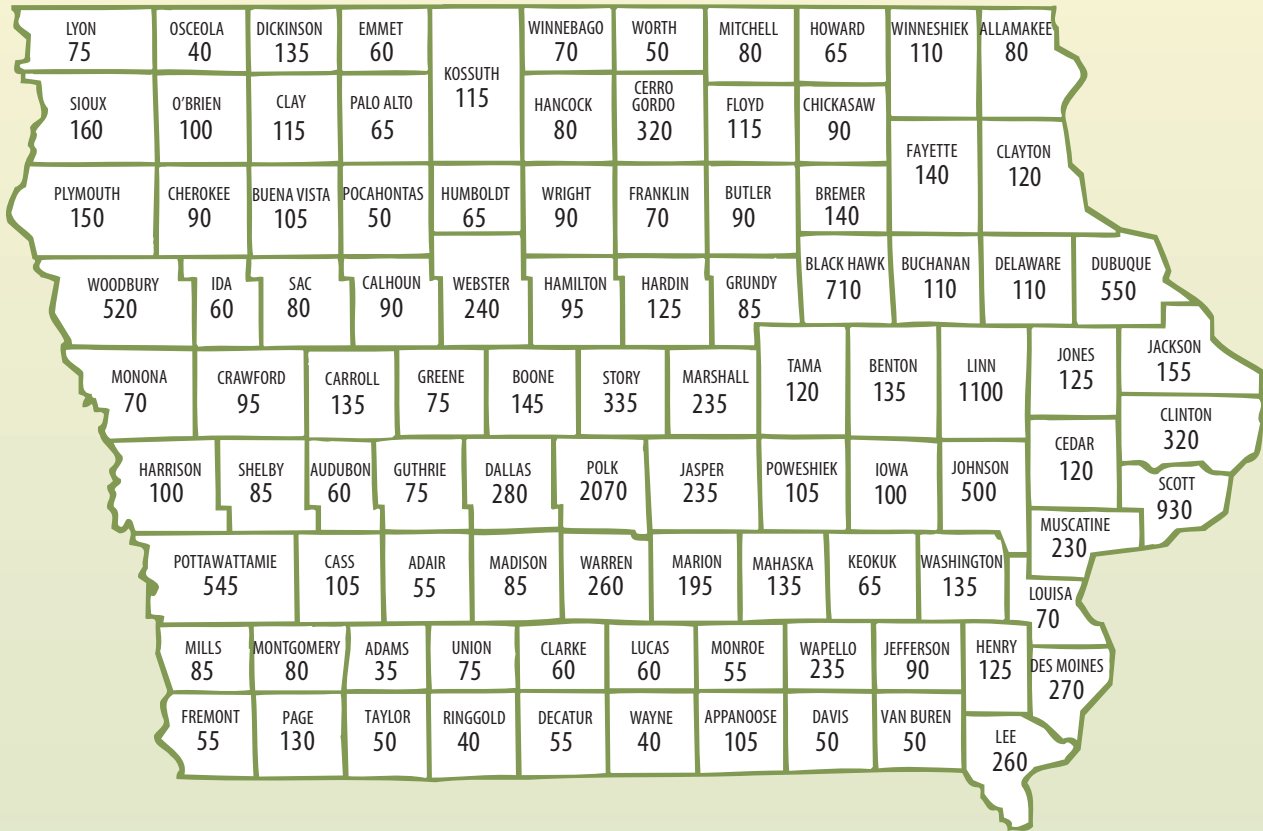 LYON
75
OSCEOLA
40
DICKINSON
135
EMMET
60
KOSSUTH
115
WINNEBAGO
70
WORTH
50
MITCHELL
80
HOWARD
65
WINNESHIEK
110
ALLAMAKEE
80
SIOUX
160
O'BRIEN
100
CLAY
115
PALO ALTO
65
HANCOCK
80
CERRO
GORDO
320
FLOYD
115
CHICKASAW
90
FAYETTE
140
CLAYTON
120
PLYMOUTH
150
CHEROKEE
90
BUENA VISTA
105
POCAHONTAS
50
HUMBOLDT
65
WRIGHT
90
FRANKLIN
70
BUTLER
90
BREMER
140
WOODBURY
520
IDA
60
SAC
80
CALHOUN
90
WEBSTER
240
HAMILTON
95
HARDIN
125
GRUNDY
85
BLACK HAWK
710
BUCHANAN
110
DELAWARE
110
DUBUQUE
550
MONONA
70
CRAWFORD
95
CARROLL
135
GREENE
75
BOONE
145
STORY
335
MARSHALL
235
TAMA
120
BENTON
135
LINN
1100
JONES
125
JACKSON
155
CLINTON
320
HARRISON
100
SHELBY
85
AUDUBON
60
GUTHRIE
75
DALLAS
280
POLK
2070
JASPER
235
POWESHIEK
105
IOWA
100
JOHNSON
500
CEDAR
120
SCOTT
930
MUSCATINE
230
POTTAWATTAMIE
545
CASS
105
ADAIR
55
MADISON
85
WARREN
260
MARION
195
MAHASKA
135
KEOKUK
65
WASHINGTON
135
LOUISA
70
MILLS
85
MONTGOMERY
80
ADAMS
35
UNION
75
CLARKE
60
LUCAS
60
MONROE
55
WAPELLO
235
JEFFERSON
90
HENRY
125
DES MOINES
270
FREMONT
55
PAGE
130
TAYLOR
50
RINGGOLD
40
DECATUR
55
WAYNE
40
APPANOOSE
105
DAVIS
50
VAN BUREN
50
LEE
260